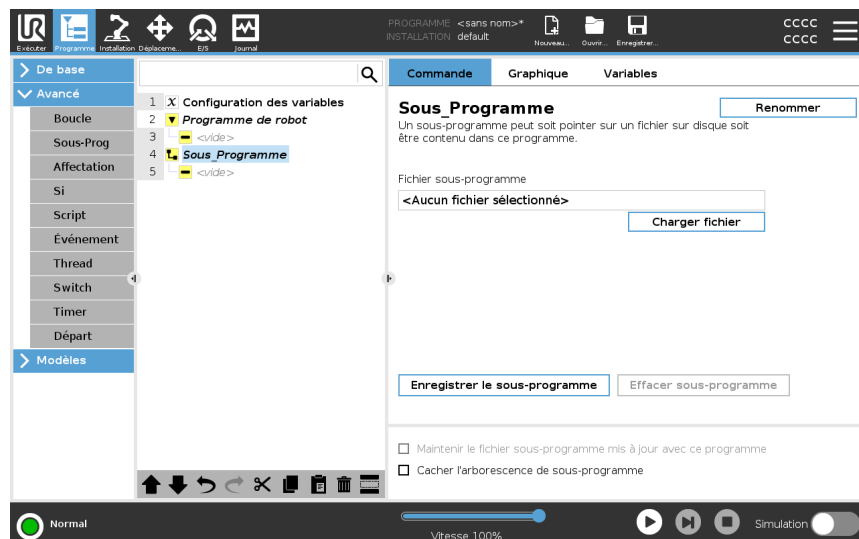 UR
PROGRAMME <sans nom>*
INSTALLATION default
Exécuter Programme Installation Déplaceme... E/S Journal
Nouveau... Ouvrir... Enregistrer...
CCCC
CCCC
De base
Avancé
Boucle
Sous-Prog
Affectation
Si
Script
Événement
Thread
Switch
Timer
Départ
Modèles
1 X Configuration des variables
2 Programme de robot
3 <vide>
4 Sous_Programme
5 <vide>
Commande Graphique Variables
Sous_Programme
Renommer
Un sous-programme peut soit pointer sur un fichier sur disque soit
être contenu dans ce programme.
Fichier sous-programme
<Aucun fichier sélectionné>
Charger fichier
Enregistrer le sous-programme Effacer sous-programme
Maintenir le fichier sous-programme mis à jour avec ce programme
Cacher l'arborescence de sous-programme
Normal
Vitesse 100%
Simulation